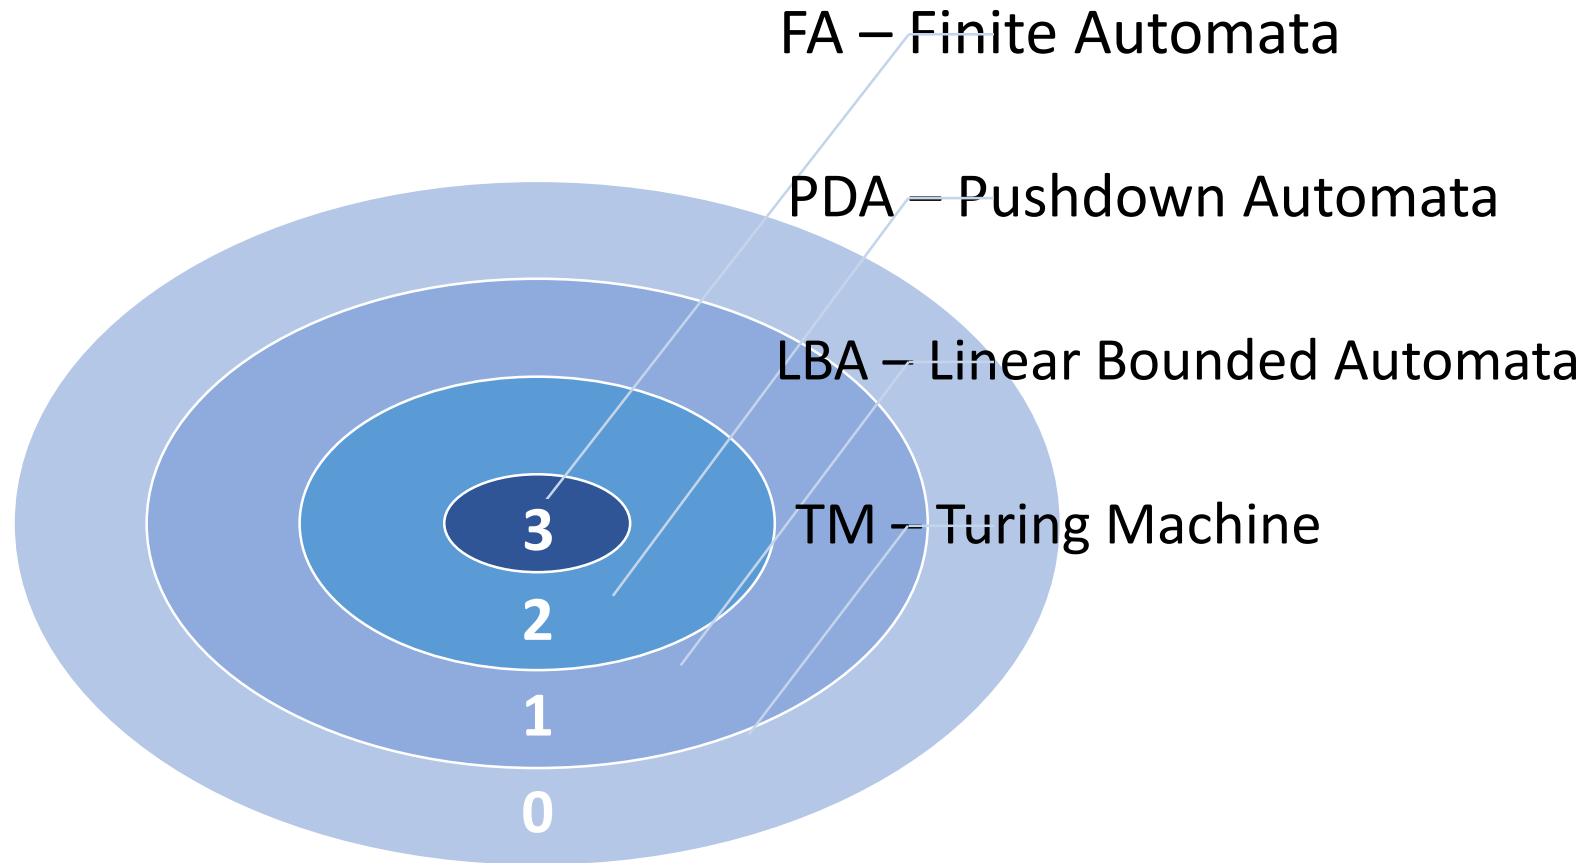 FA – Finite Automata
PDA – Pushdown Automata
LBA – Linear Bounded Automata
TM – Turing Machine
3
2
1
0